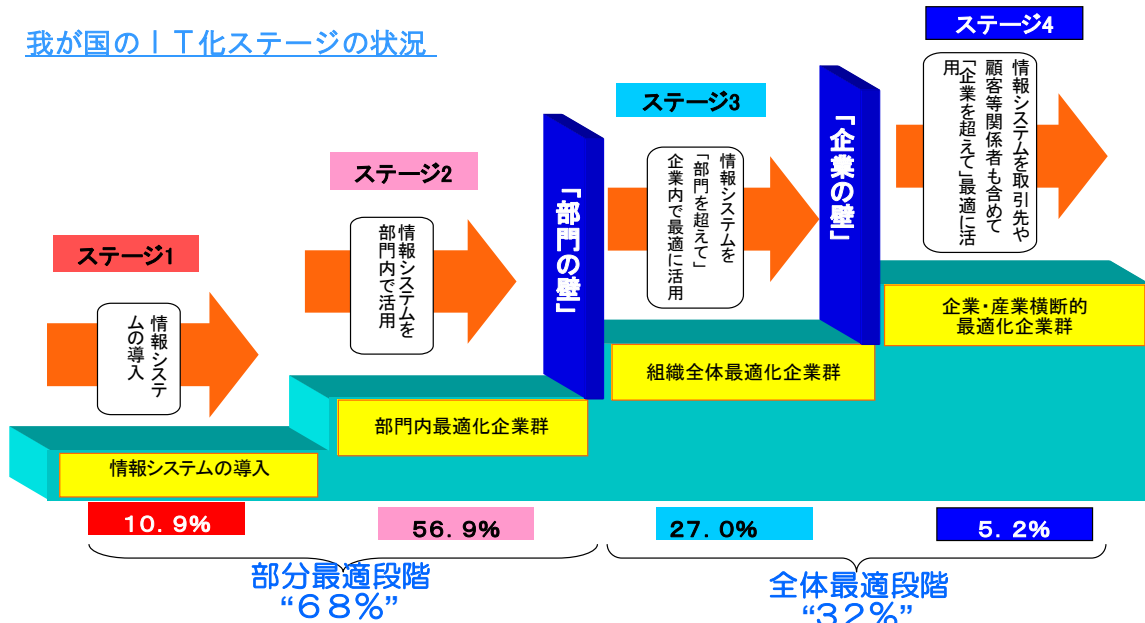 我が国のＩＴ化ステージの状況
ステージ1
情報システ
ムの導入
情報システムの導入
10.9%
ステージ2
情報システムを
部門内で活用
部門内最適化企業群
56.9%
「部門の壁」
ステージ3
情報システムを
「部門を超えて」
企業内で最適に活用
組織全体最適化企業群
27.0%
「企業の壁」
ステージ4
情報システムを取引先や
顧客等関係者も含めて
「企業を超えて」最適に活
用
企業・産業横断的
最適化企業群
5.2%
部分最適段階
“６８％”
全体最適段階
“３２％”